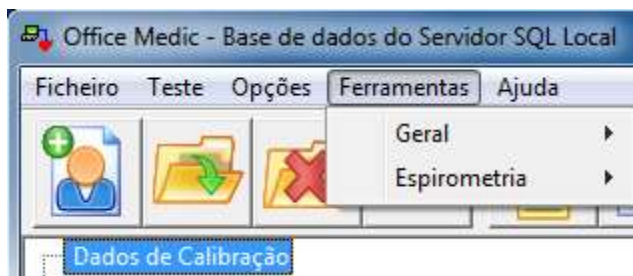 Office Medic - Base de dados do Servidor SQL Local
Ficheiro Teste Opções Ferramentas Ajuda
Geral
Espirometria
Dados de Calibração